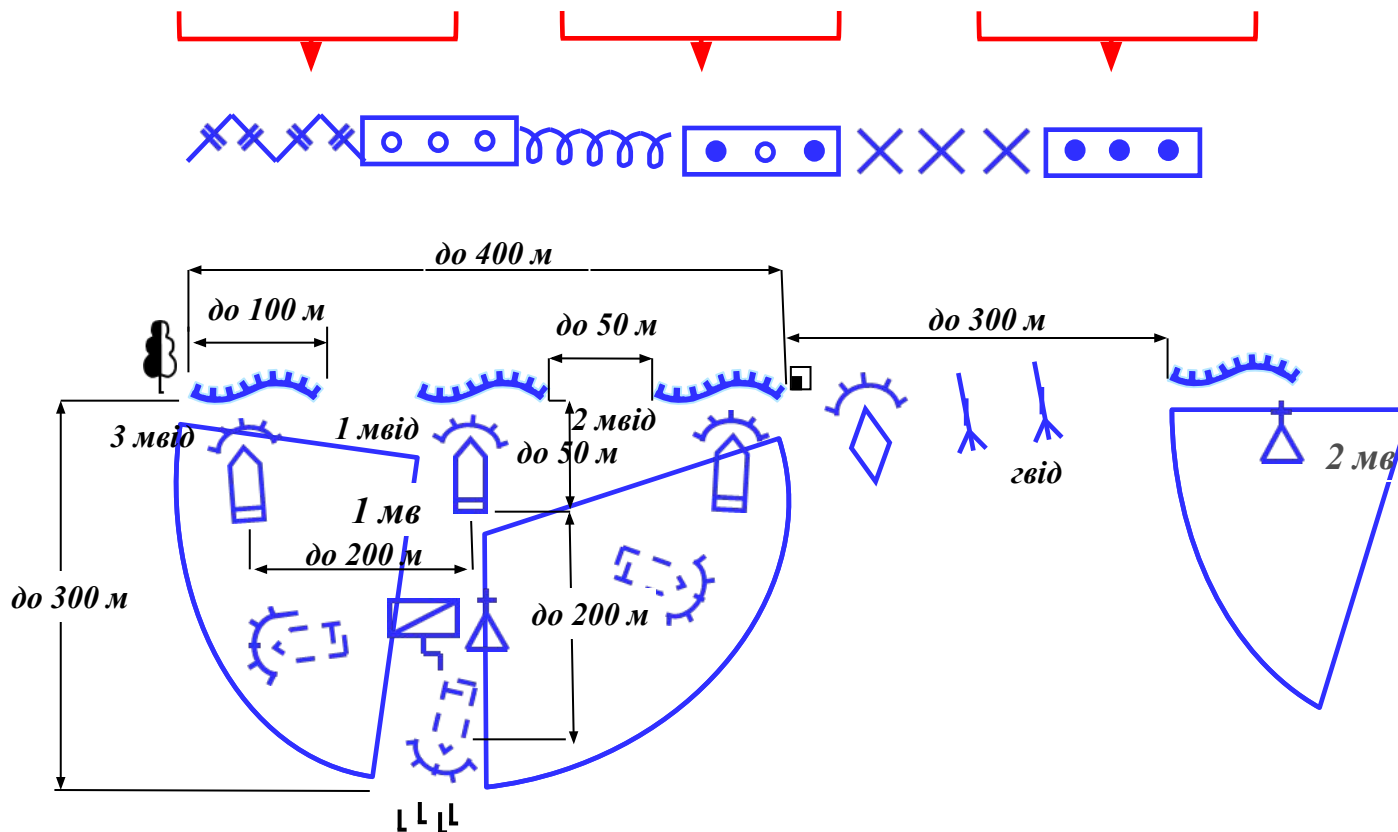 до 400 м
до 100 м
до 50 м
до 300 м
3 мвід
1 мвід
2 мвід
до 50 м
гвід
2 мв
1 мв
до 200 м
до 300 м
до 200 м